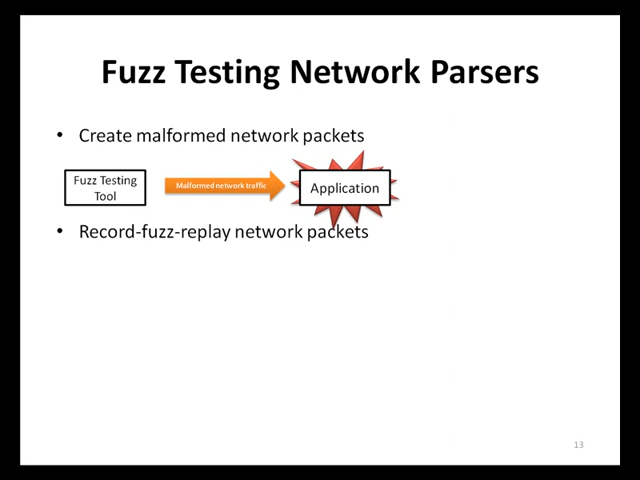 Fuzz Testing Network Parsers
• Create malformed network packets
Fuzz Testing
Tool
Malformed network traffic
Application
• Record-fuzz-replay network packets
13